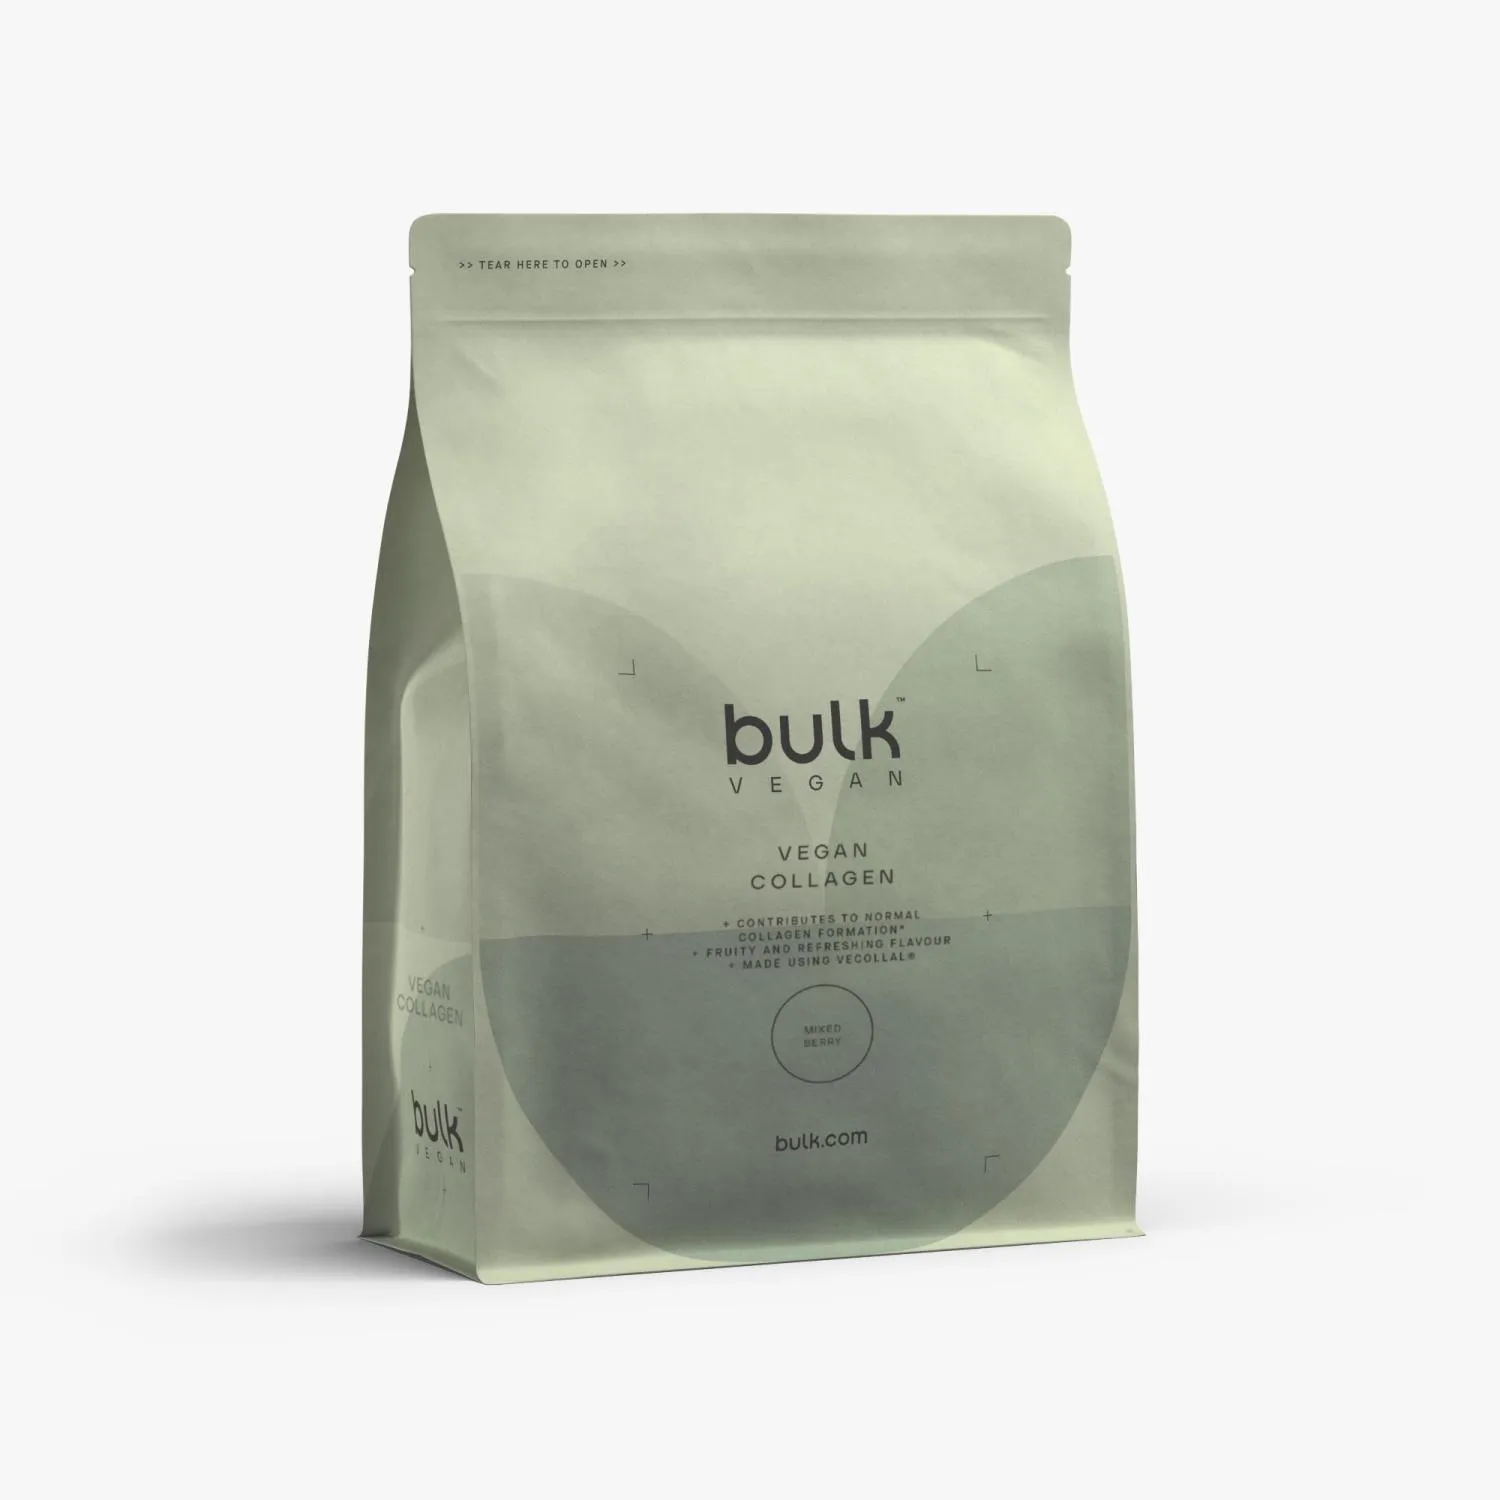 >> TEAR HERE TO OPEN >>
bulk™
VEGAN
VEGAN
COLLAGEN
+ CONTRIBUTES TO NORMAL
COLLAGEN FORMATION*
+ FRUITY AND REFRESHING FLAVOUR
+ MADE USING VECOLLAL®
MIXED
BERRY
bulk.com
VEGAN
COLLAGEN
bulk™
VEGAN